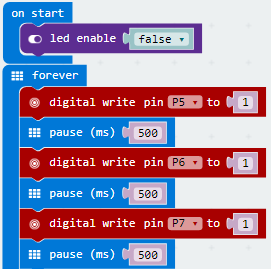 on start
led enable false
forever
digital write pin P5 to 1
pause (ms) 500
digital write pin P6 to 1
pause (ms) 500
digital write pin P7 to 1
pause (ms) 500